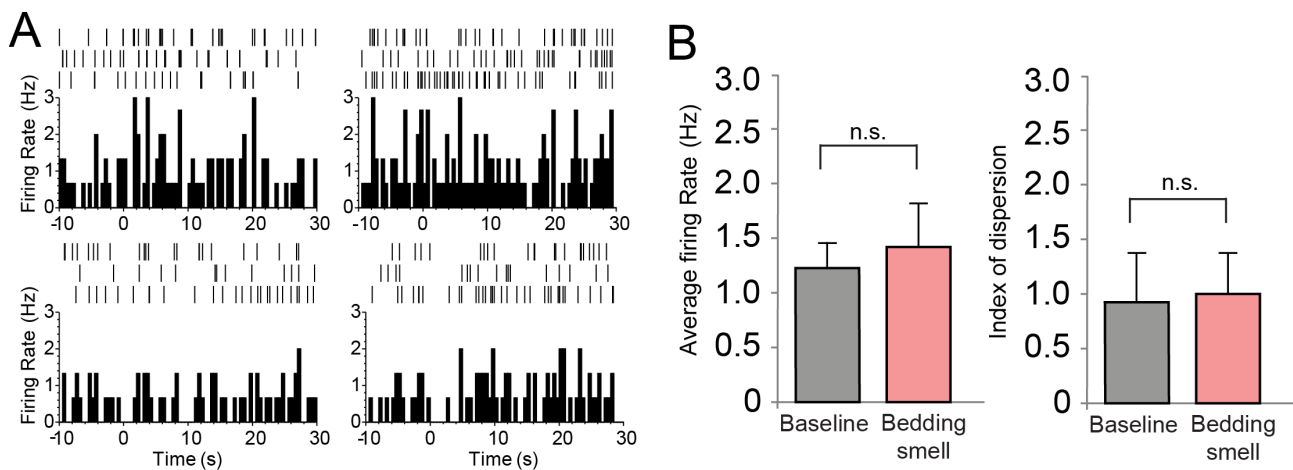 A
B
Firing Rate (Hz)
3
2
1
0
-10 0 10 20 30
-10 0 10 20 30
Firing Rate (Hz)
3
2
1
0
-10 0 10 20 30
Time (s)
3
2
1
0
-10 0 10 20 30
Time (s)
Average firing Rate (Hz)
3.0
2.5
2.0
1.5
1.0
0.5
0
n.s.
Baseline
Bedding
smell
Index of dispersion
3.0
2.5
2.0
1.5
1.0
0.5
0
n.s.
Baseline
Bedding
smell